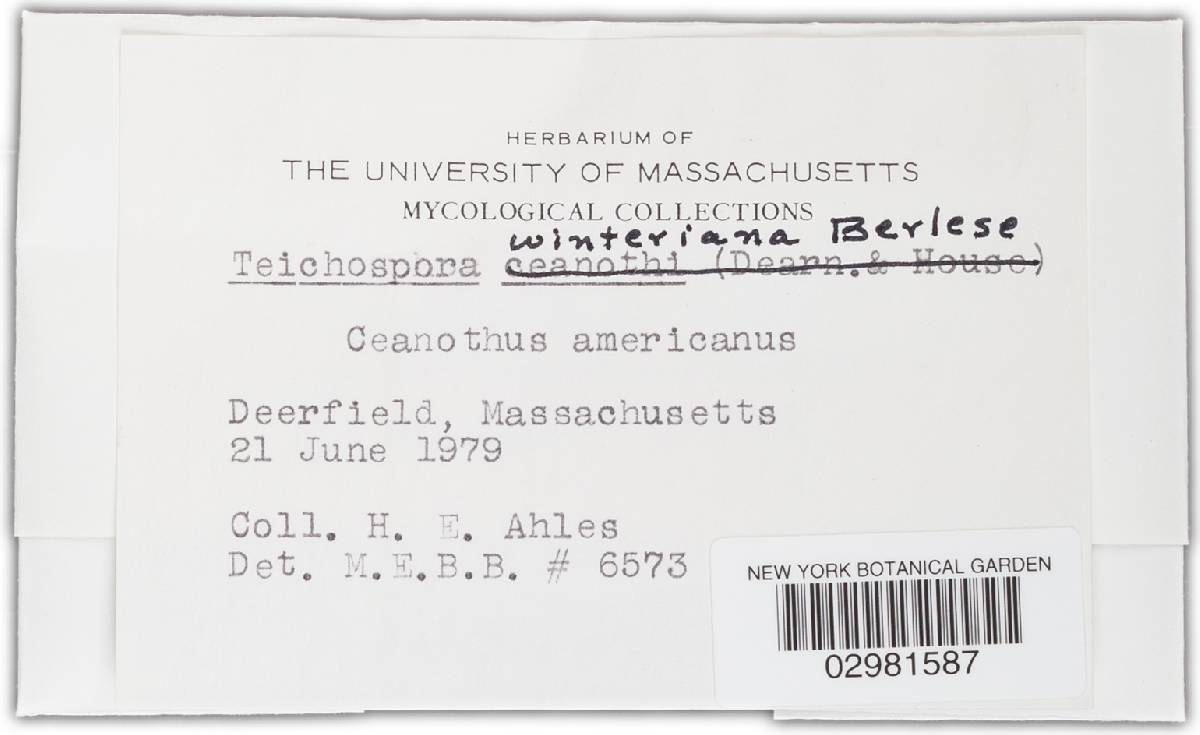 HERBARIUM OF
THE UNIVERSITY OF MASSACHUSETTS
MYCOLOGICAL COLLECTIONS
winteriana Berlese
Teichospora ceanothi (Dearn.& House)
Ceanothus americanus
Deerfield, Massachusetts
21 June 1979
Coll. H. E. Ahles
Det. M.E.B.B. # 6573
NEW YORK BOTANICAL GARDEN
02981587